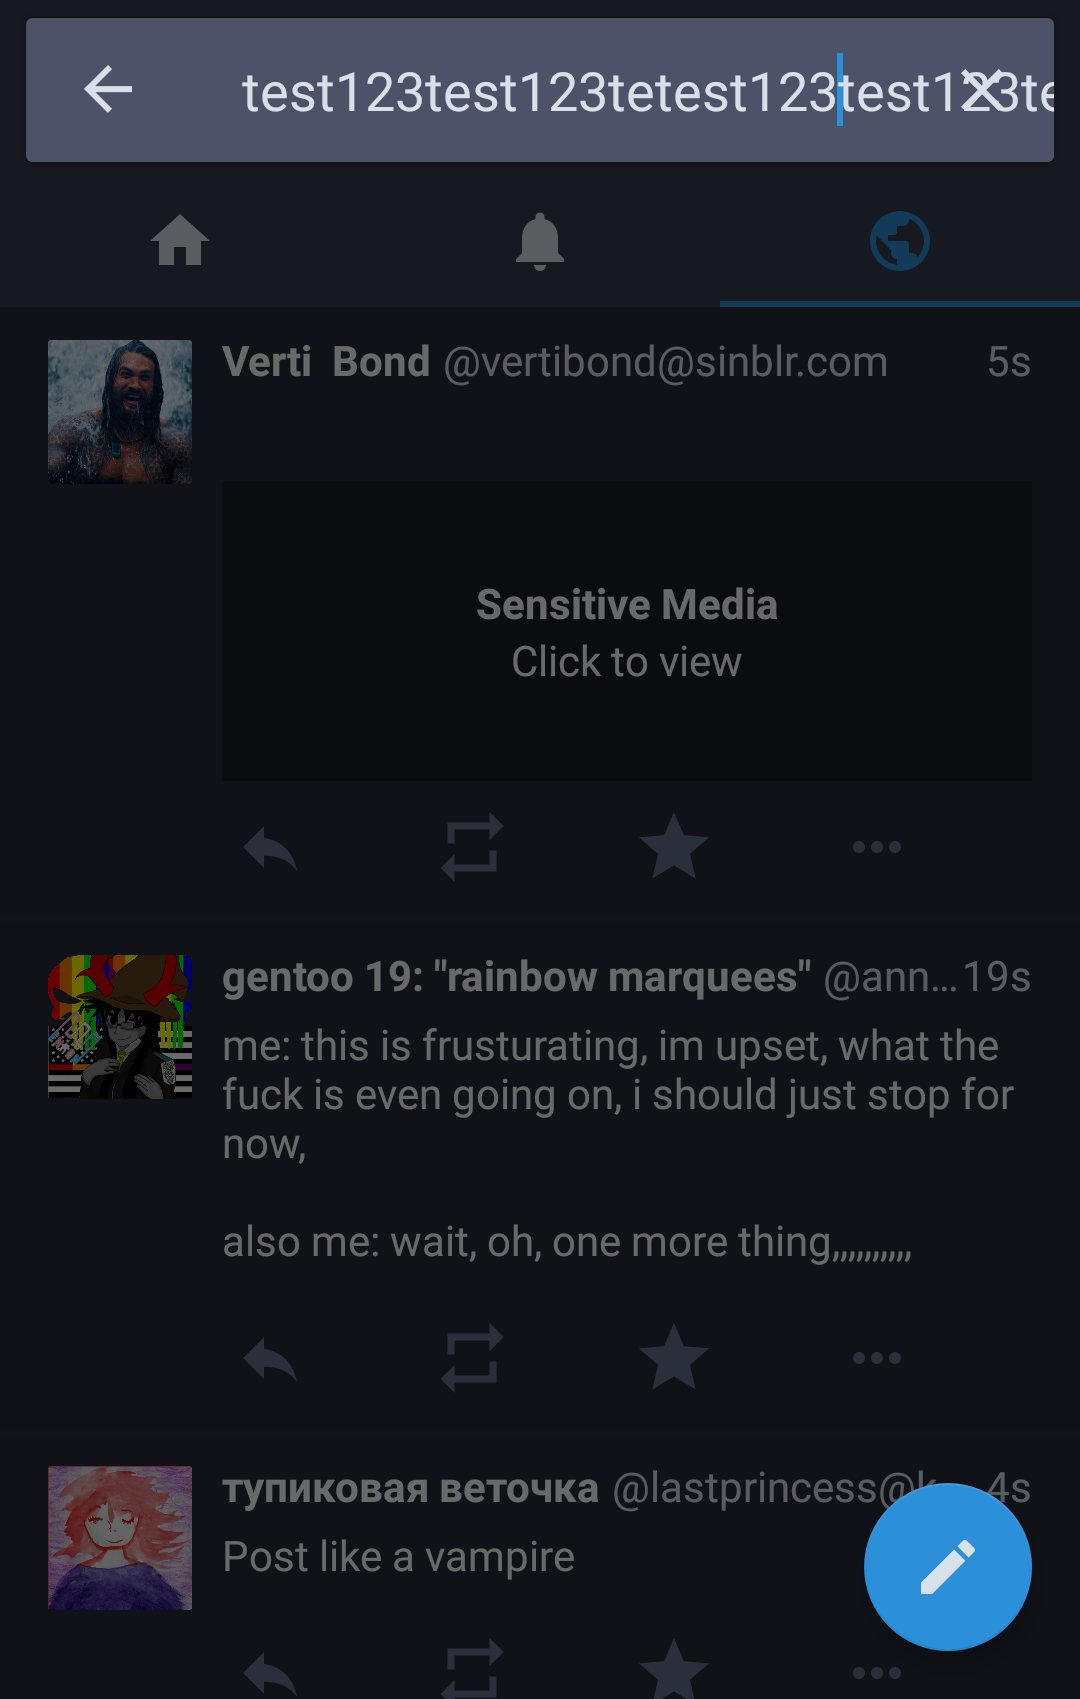 test123test123tetest123test123te
Verti Bond @vertibond@sinblr.com 5s
Sensitive Media
Click to view
gentoo 19: "rainbow marquees" @ann... 19s
me: this is frusturating, im upset, what the
fuck is even going on, i should just stop for
now,
also me: wait, oh, one more thing,,,,,,,,,,
тупиковая веточка @lastprincess@k 4s
Post like a vampire